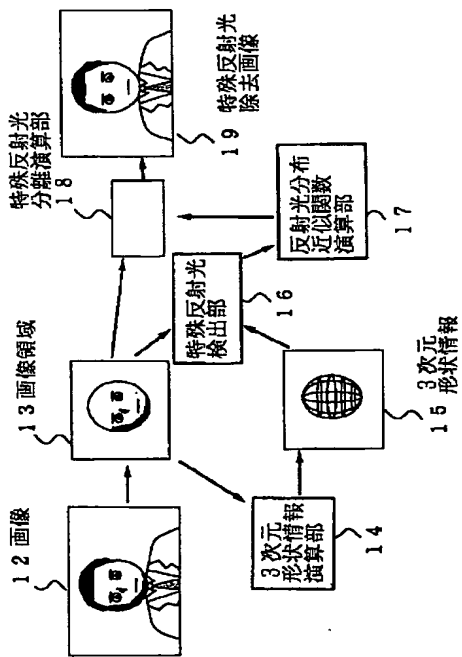 12 画像
13 画像領域
14
3次元
形状情報
演算部
15 3次元
形状情報
16
特殊反射光
検出部
17
反射光分布
近似関数
演算部
特殊反射光
分離演算部
18
19 特殊反射光
除去画像